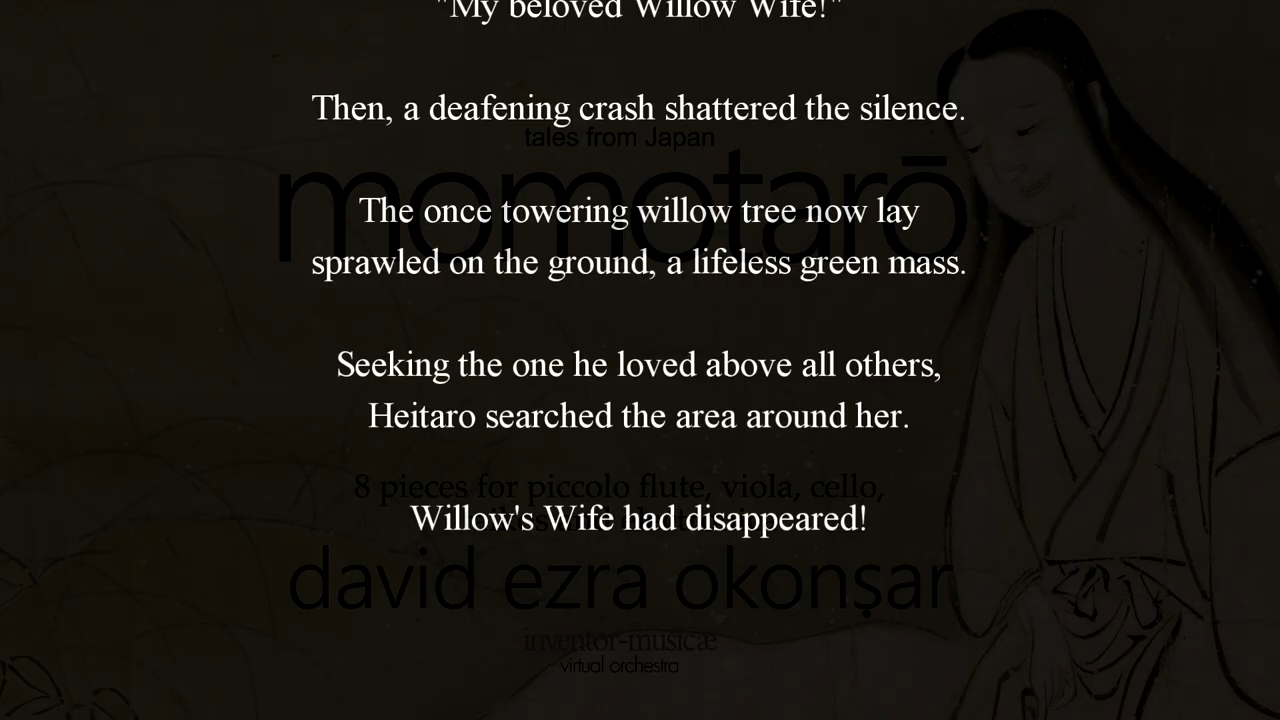 "My beloved Willow Wife!"
Then, a deafening crash shattered the silence.
tales from Japan
momotarō
The once towering willow tree now lay
sprawled on the ground, a lifeless green mass.
Seeking the one he loved above all others,
Heitaro searched the area around her.
8 pieces for piccolo flute, viola, cello,
Willow's Wife had disappeared!
david ezra okonşar
inventor-musicæ
virtual orchestra